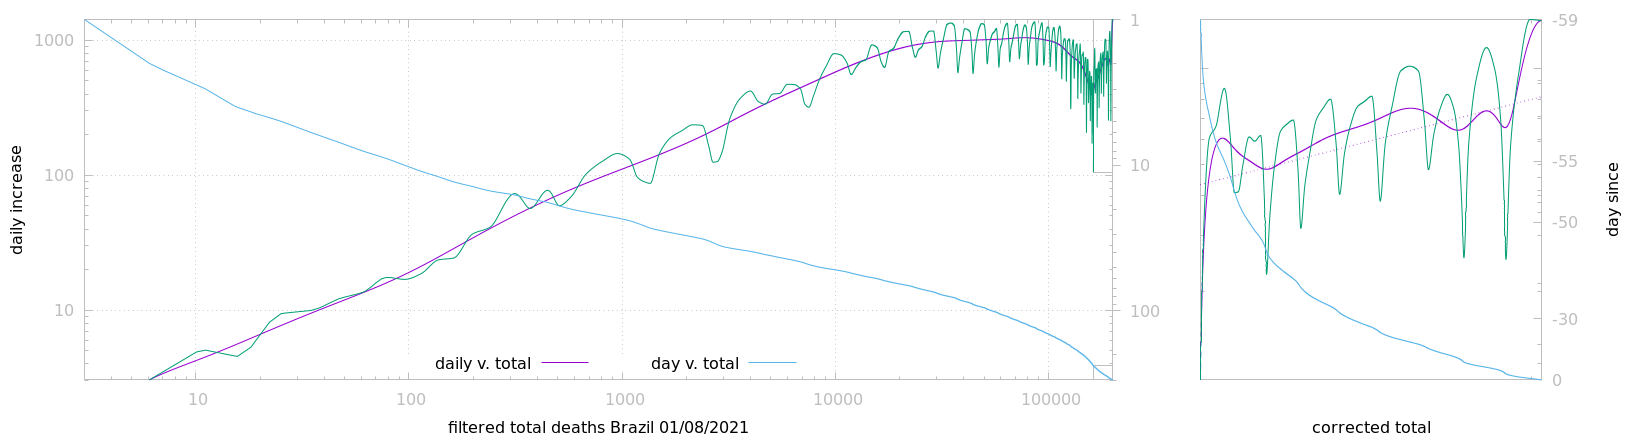 1000
100
10
daily increase
10
100
1000
10000
100000
filtered total deaths Brazil 01/08/2021
daily v. total
day v. total
1
10
100
-59
-55
-50
-30
0
day since
corrected total